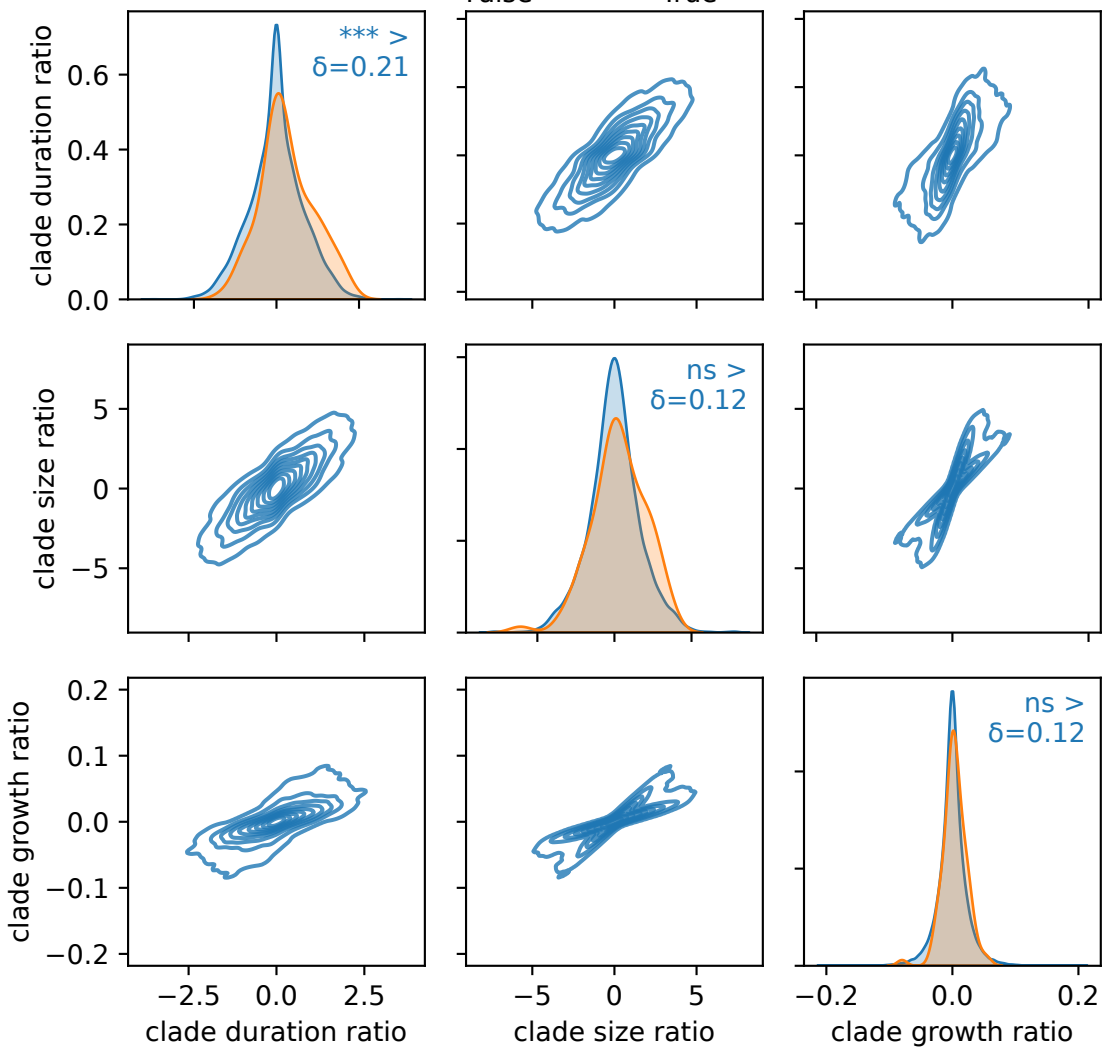 True
clade duration ratio
0.6
0.4
0.2
0.0
*** >
δ=0.21
clade size ratio
5
0
−5
ns >
δ=0.12
clade growth ratio
0.2
0.1
0.0
−0.1
−0.2
ns >
δ=0.12
−2.5 0.0 2.5
−5 0 5
−0.2 0.0 0.2
clade duration ratio
clade size ratio
clade growth ratio